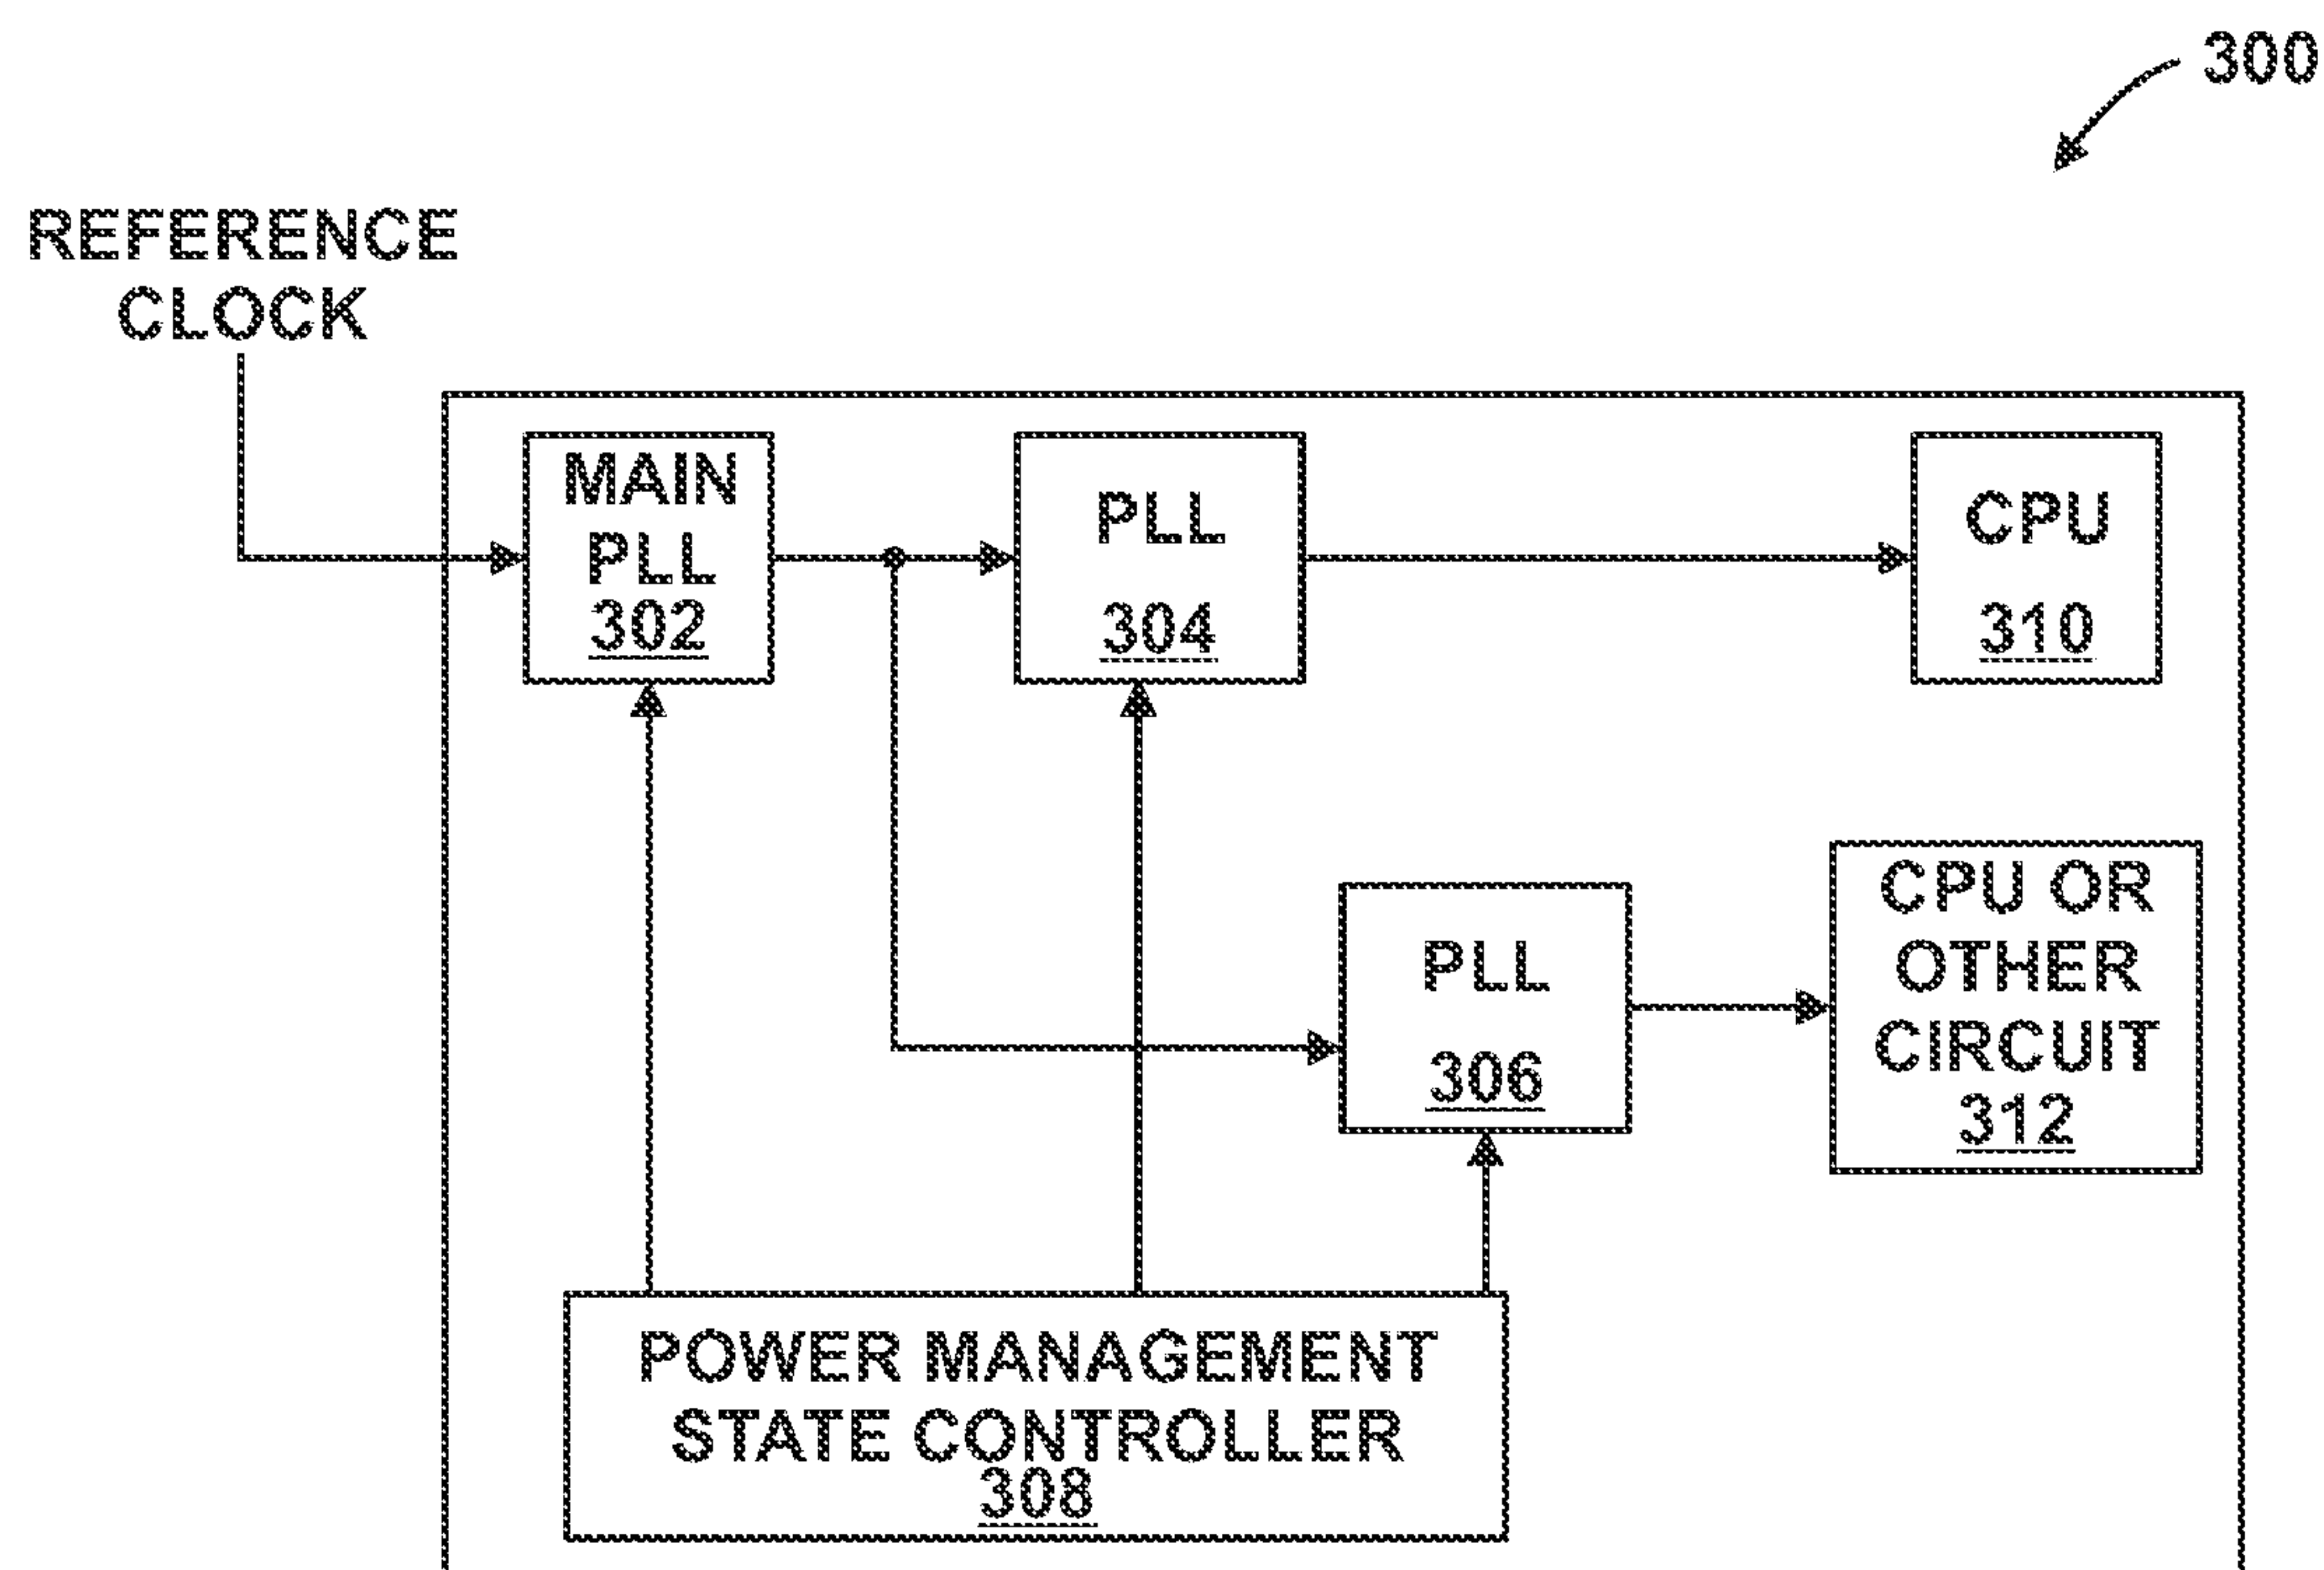 300
REFERENCE
CLOCK
MAIN
PLL
302
PLL
304
CPU
310
PLL
306
CPU OR
OTHER
CIRCUIT
312
POWER MANAGEMENT
STATE CONTROLLER
308